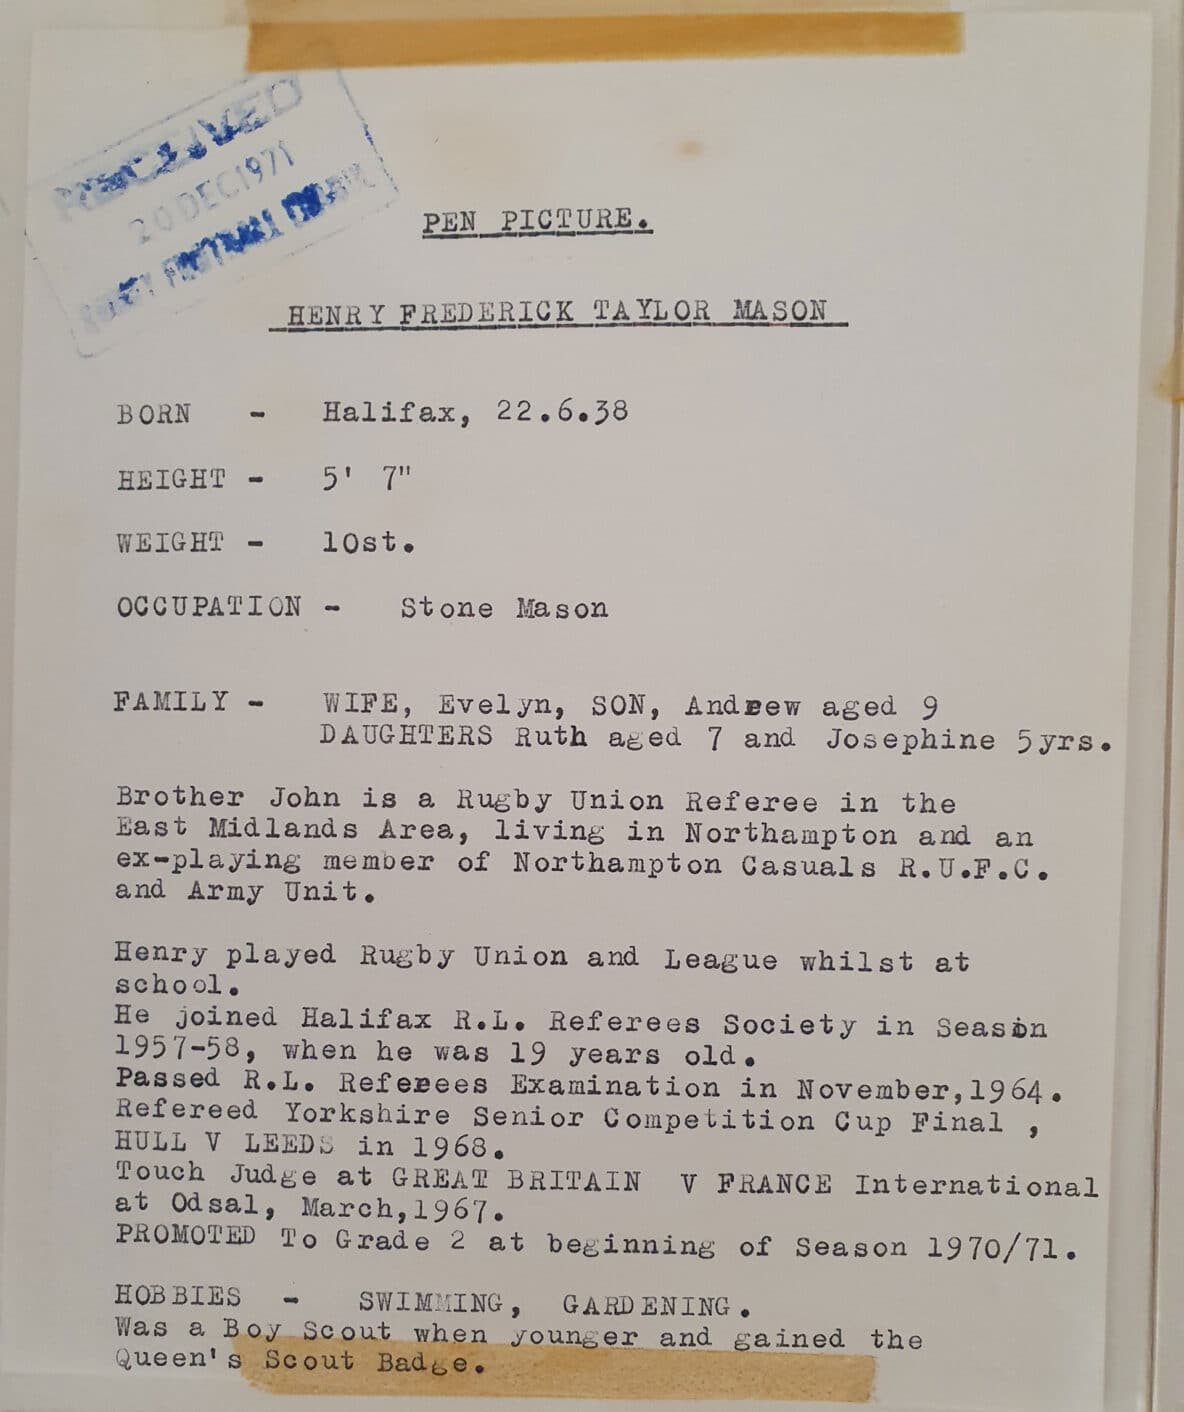 RECEIVED
20 DEC 1971
FOOTBALL
PEN PICTURE.
HENRY FREDERICK TAYLOR MASON
BORN - Halifax, 22.6.38
HEIGHT - 5' 7"
WEIGHT - 10st.
OCCUPATION - Stone Mason
FAMILY - WIFE, Evelyn, SON, Andrew aged 9
DAUGHTERS Ruth aged 7 and Josephine 5yrs.
Brother John is a Rugby Union Referee in the
East Midlands Area, living in Northampton and an
ex-playing member of Northampton Casuals R.U.F.C.
and Army Unit.
Henry played Rugby Union and League whilst at
school.
He joined Halifax R.L. Referees Society in Season
1957-58, when he was 19 years old.
Passed R.L. Referees Examination in November,1964.
Refereed Yorkshire Senior Competition Cup Final ,
HULL V LEEDS in 1968.
Touch Judge at GREAT BRITAIN V FRANCE International
at Odsal, March,1967.
PROMOTED To Grade 2 at beginning of Season 1970/71.
HOBBIES - SWIMMING, GARDENING.
Was a Boy Scout when younger and gained the
Queen's Scout Badge.